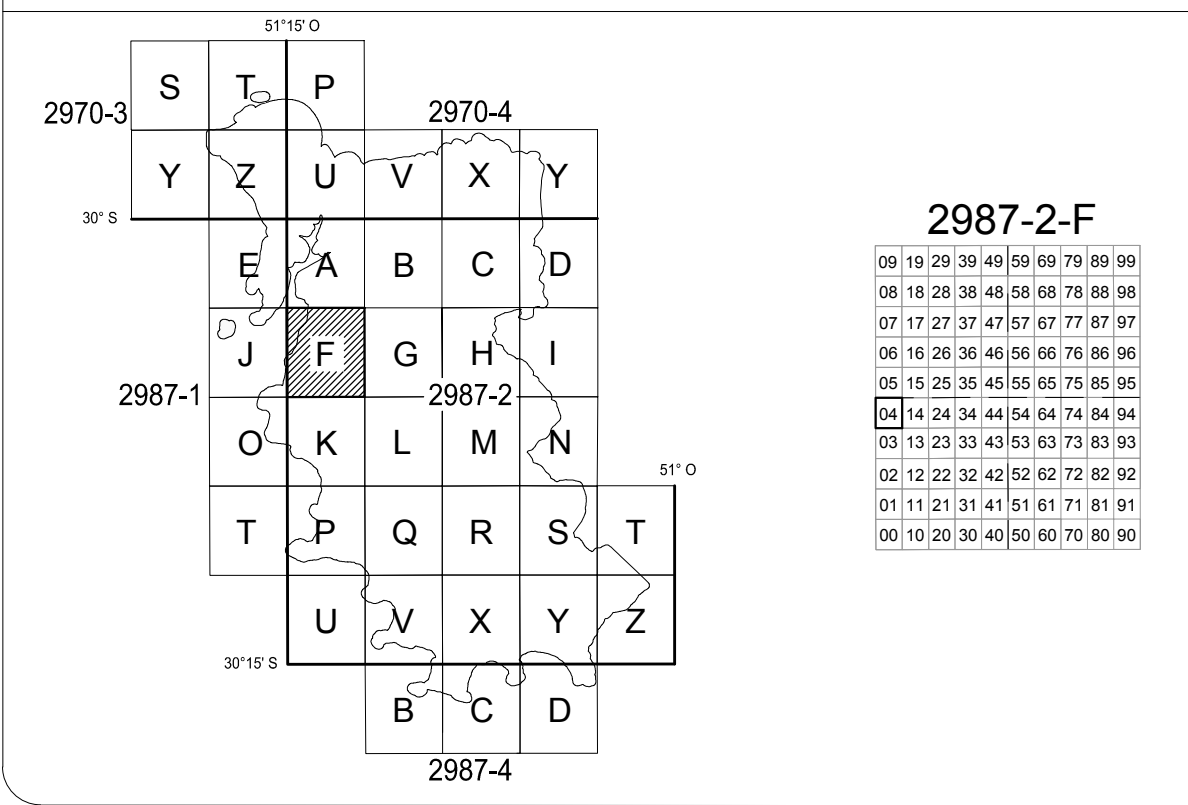 51°15' O
S T P
2970-3 2970-4
Y Z U V X Y
30° S
E A B C D
J F G H I
2987-1 2987-2
O K L M N
51° O
T P Q R S T
U V X Y Z
30°15' S
B C D
2987-4
2987-2-F
09 19 29 39 49 59 69 79 89 99
08 18 28 38 48 58 68 78 88 98
07 17 27 37 47 57 67 77 87 97
06 16 26 36 46 56 66 76 86 96
05 15 25 35 45 55 65 75 85 95
04 14 24 34 44 54 64 74 84 94
03 13 23 33 43 53 63 73 83 93
02 12 22 32 42 52 62 72 82 92
01 11 21 31 41 51 61 71 81 91
00 10 20 30 40 50 60 70 80 90